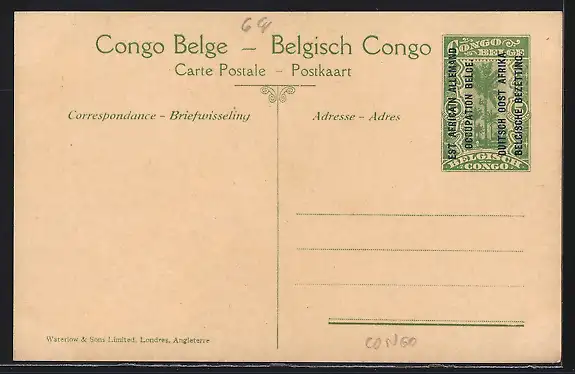 64
Congo Belge – Belgisch Congo
Carte Postale – Postkaart
Correspondance – Briefwisseling
Adresse – Adres
CONGO
BELGE
EST AFRICAIN ALLEMAND
OCCUPATION BELGE.
DUITSCH OOST AFRIKA.
BELGISCHE BEZETTING.
BELGISCH
CONGO
Waterlow & Sons Limited, Londres, Angleterre
CONGO